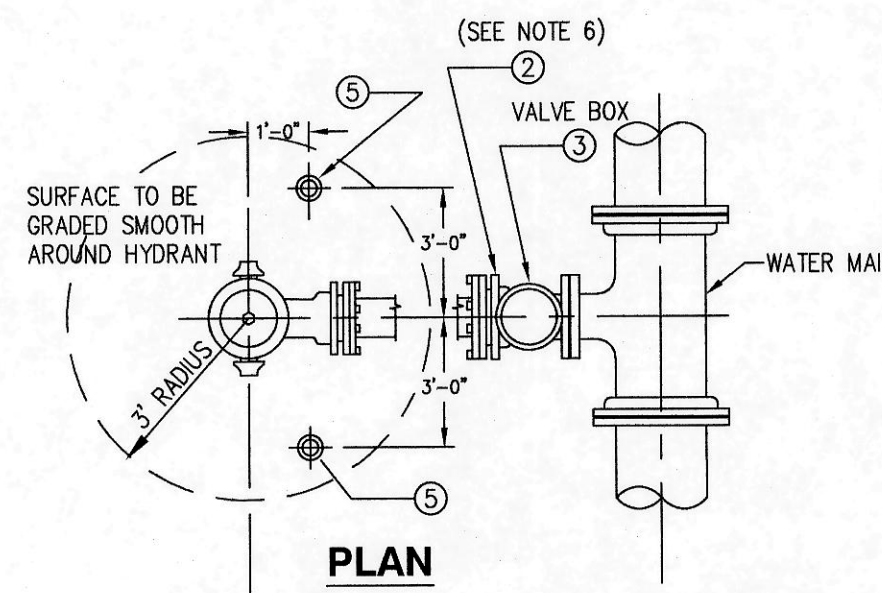 (SEE NOTE 6)
2
5
VALVE BOX
3
1'-0"
SURFACE TO BE
GRADED SMOOTH
AROUND HYDRANT
3'-0"
WATER MAI
3' RADIUS
3'-0"
5
PLAN